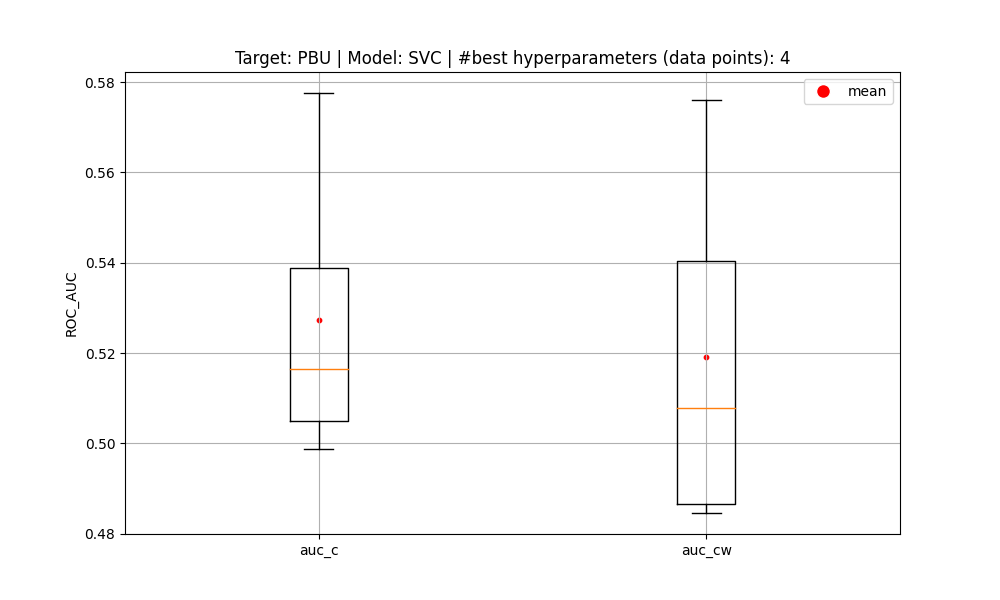 Target: PBU | Model: SVC | #best hyperparameters (data points): 4
mean
0.58
0.56
0.54
0.52
0.50
0.48
ROC_AUC
auc_c
auc_cw